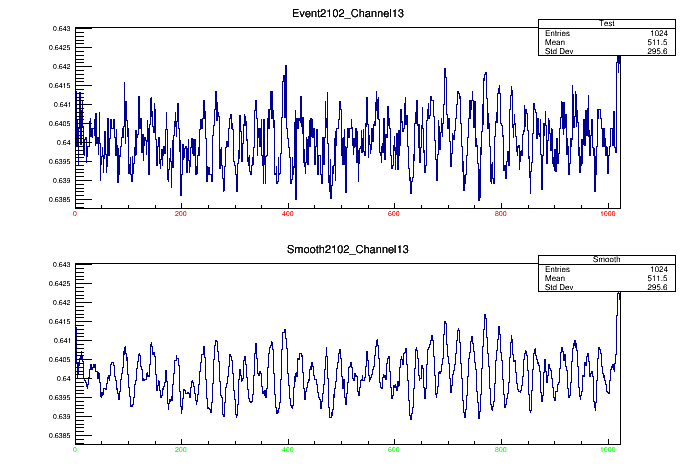 Event2102_Channel13
Test
Entries 1024
Mean 511.5
Std Dev 295.6
0.643
0.6425
0.642
0.6415
0.641
0.6405
0.64
0.6395
0.639
0.6385
0 200 400 600 800 1000
Smooth2102_Channel13
Smooth
Entries 1024
Mean 511.5
Std Dev 295.6
0.643
0.6425
0.642
0.6415
0.641
0.6405
0.64
0.6395
0.639
0.6385
0 200 400 600 800 1000